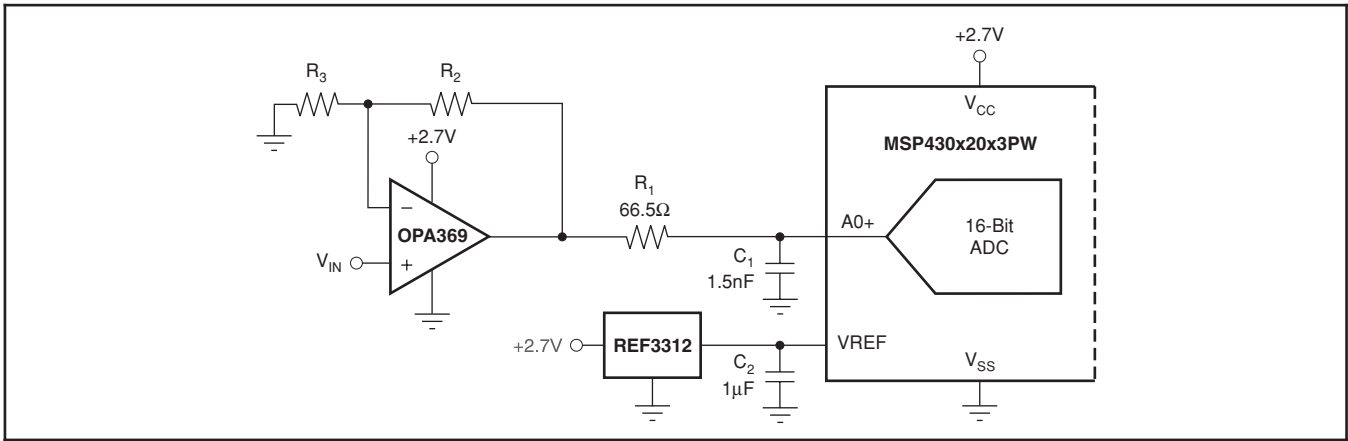 +2.7V
R3
R2
+2.7V
VCC
MSP430x20x3PW
R1
66.5Ω
−
OPA369
+
VIN
A0+
16-Bit
ADC
C1
1.5nF
+2.7V
REF3312
VREF
C2
1μF
VSS